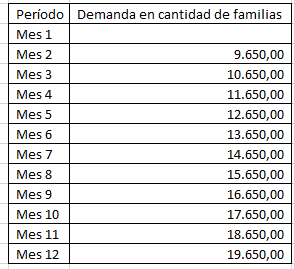 Período Demanda en cantidad de familias
Mes 1
Mes 2 9.650,00
Mes 3 10.650,00
Mes 4 11.650,00
Mes 5 12.650,00
Mes 6 13.650,00
Mes 7 14.650,00
Mes 8 15.650,00
Mes 9 16.650,00
Mes 10 17.650,00
Mes 11 18.650,00
Mes 12 19.650,00